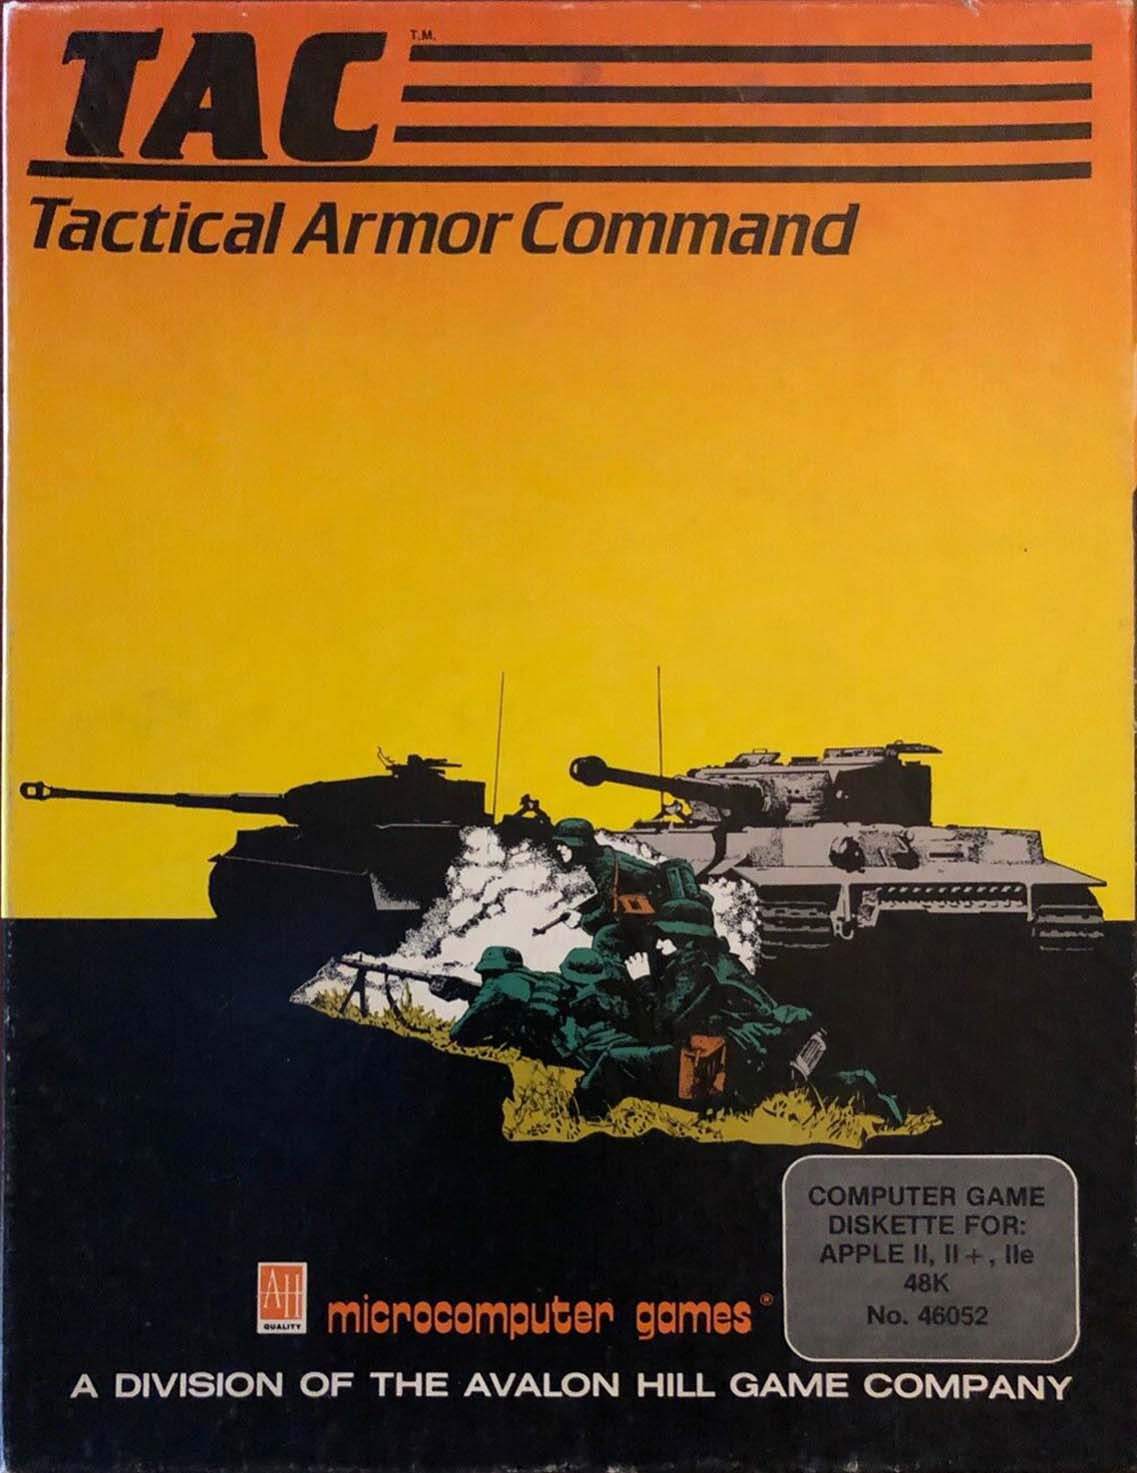 TAC T.M.
Tactical Armor Command
COMPUTER GAME
DISKETTE FOR:
APPLE II, II+, IIe
48K
No. 46052
AH
QUALITY
microcomputer games®
A DIVISION OF THE AVALON HILL GAME COMPANY